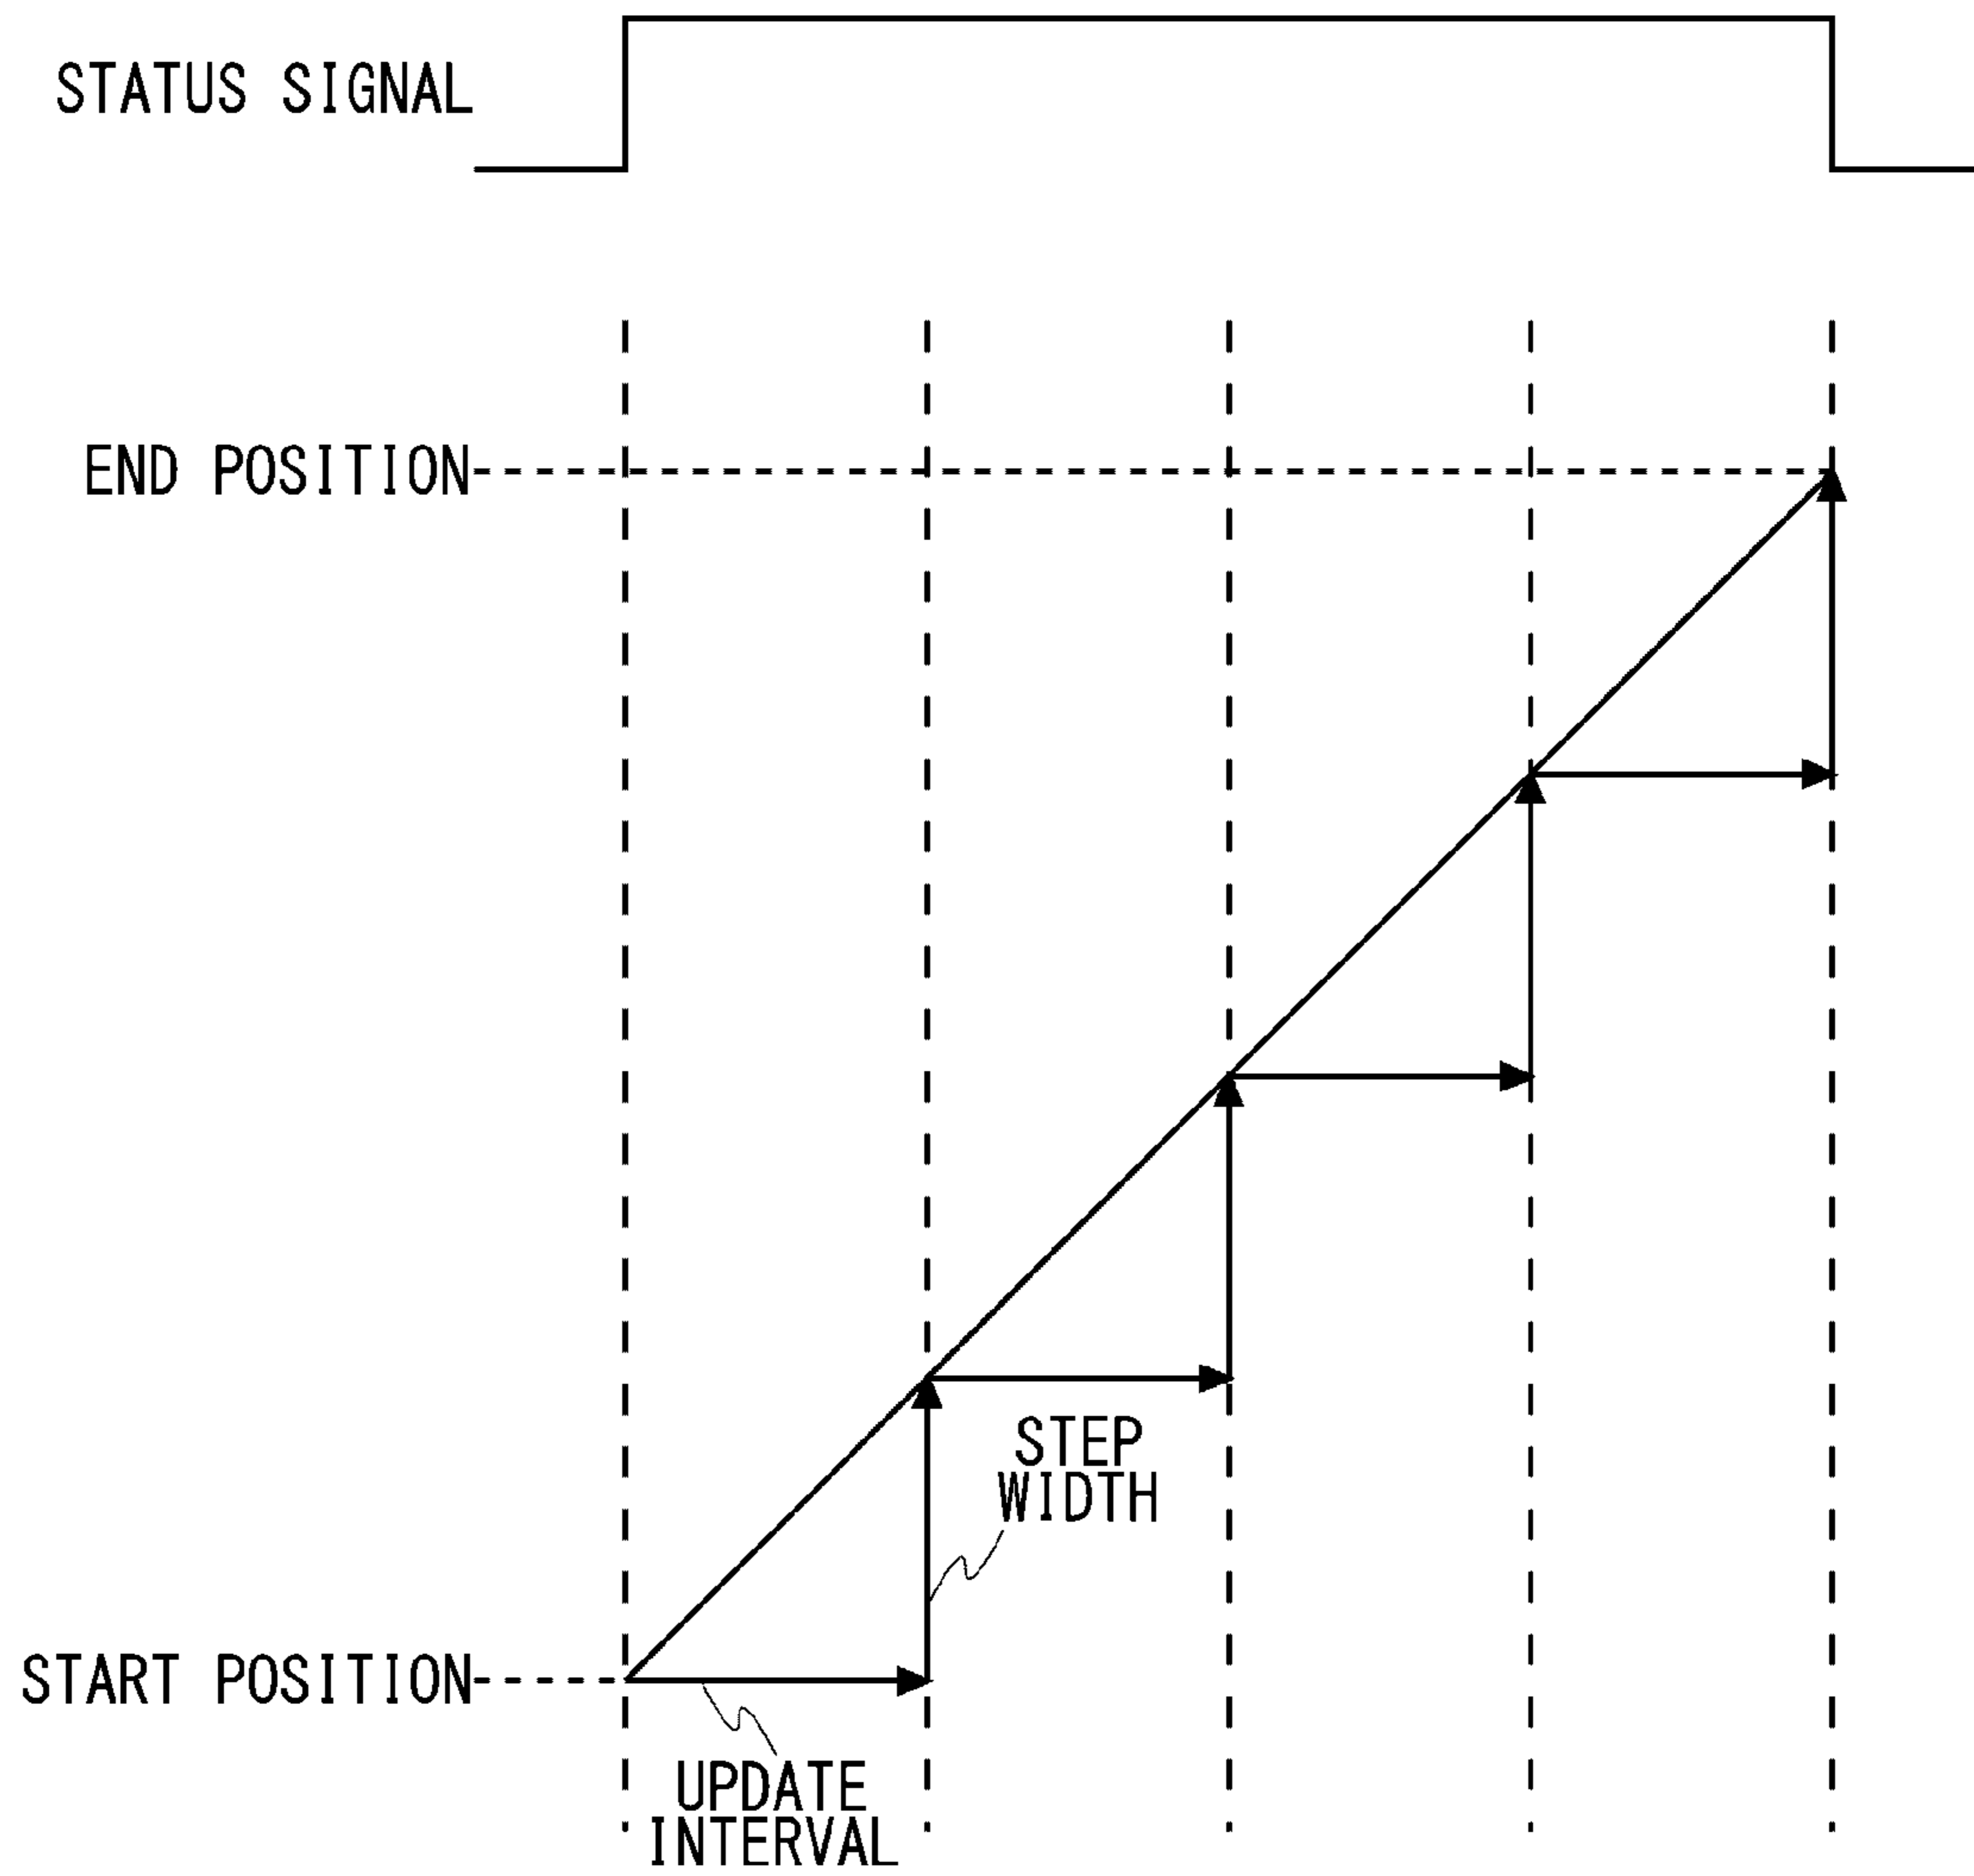 STATUS SIGNAL
END POSITION
STEP
WIDTH
START POSITION
UPDATE
INTERVAL